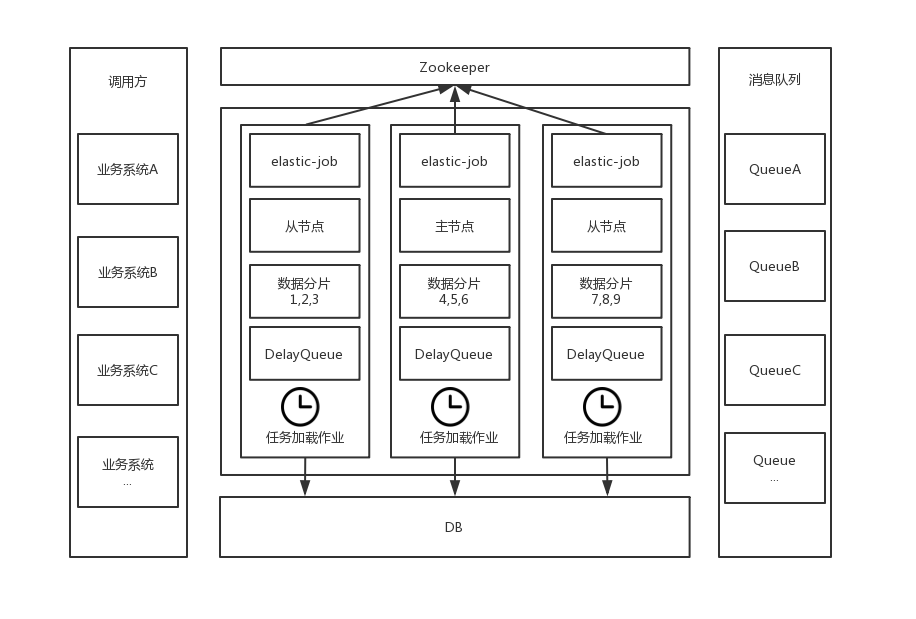 调用方
业务系统A
业务系统B
业务系统C
业务系统
...
Zookeeper
elastic-job
从节点
数据分片
1,2,3
DelayQueue
任务加载作业
elastic-job
主节点
数据分片
4,5,6
DelayQueue
任务加载作业
elastic-job
从节点
数据分片
7,8,9
DelayQueue
任务加载作业
DB
消息队列
QueueA
QueueB
QueueC
Queue
...